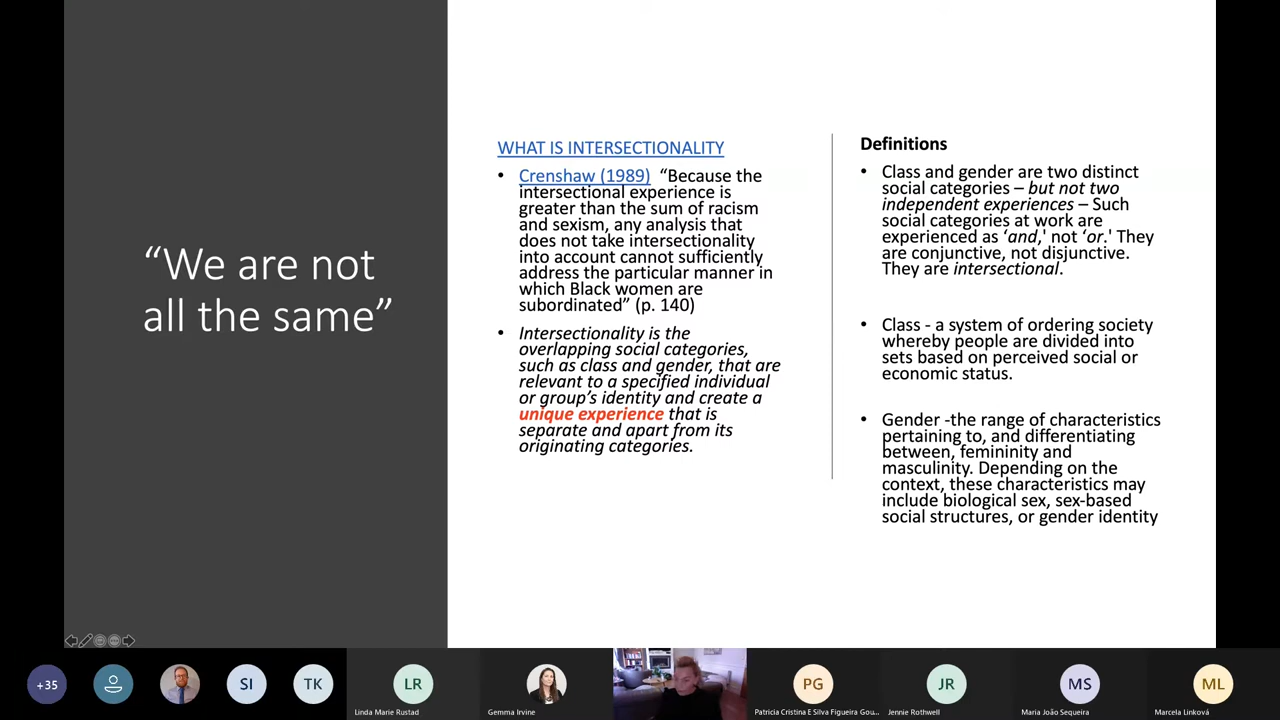 “We are not
all the same”
WHAT IS INTERSECTIONALITY
• Crenshaw (1989) “Because the
intersectional experience is
greater than the sum of racism
and sexism, any analysis that
does not take intersectionality
into account cannot sufficiently
address the particular manner in
which Black women are
subordinated” (p. 140)
• Intersectionality is the
overlapping social categories,
such as class and gender, that are
relevant to a specified individual
or group’s identity and create a
unique experience that is
separate and apart from its
originating categories.
Definitions
• Class and gender are two distinct
social categories – but not two
independent experiences – Such
social categories at work are
experienced as ‘and,' not ‘or.' They
are conjunctive, not disjunctive.
They are intersectional.
• Class - a system of ordering society
whereby people are divided into
sets based on perceived social or
economic status.
• Gender -the range of characteristics
pertaining to, and differentiating
between, femininity and
masculinity. Depending on the
context, these characteristics may
include biological sex, sex-based
social structures, or gender identity
+35
SI
TK
LR
Linda Marie Rustad
Gemma Irvine
PG
Patricia Cristina E Silva Figueira Gou...
JR
Jennie Rothwell
MS
Maria João Sequeira
ML
Marcela Linková